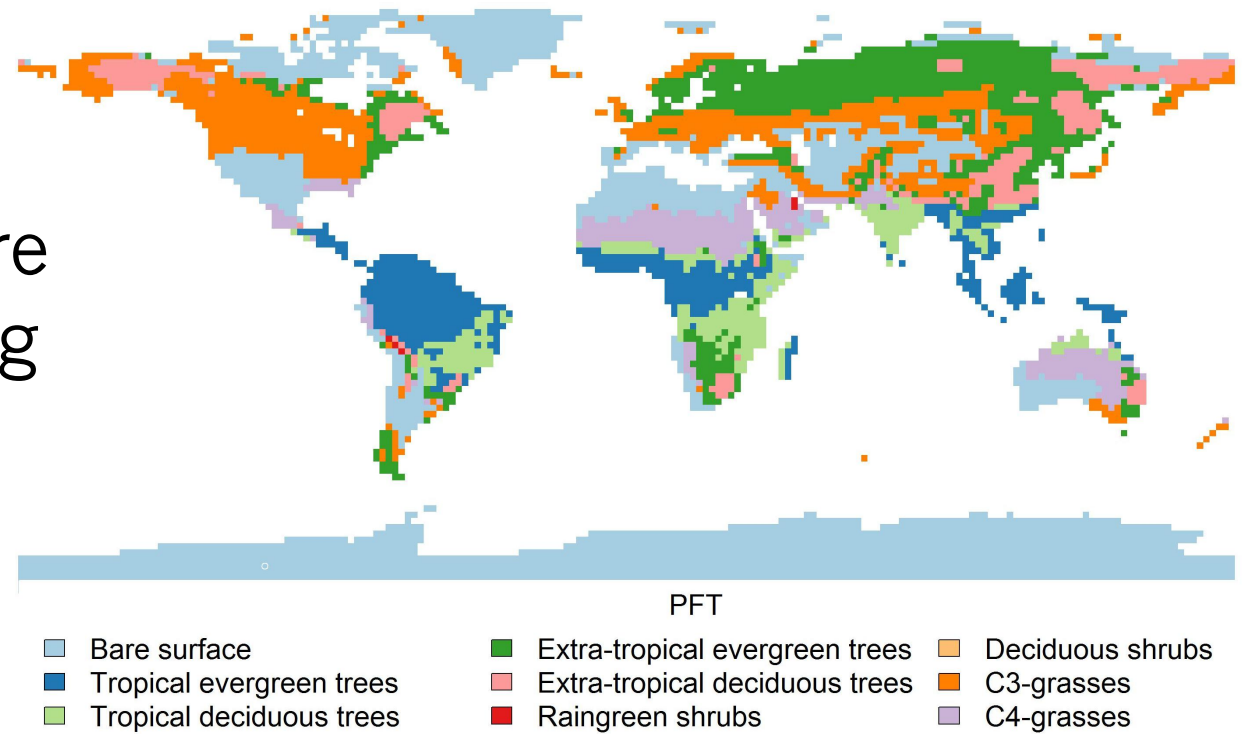 re
g
PFT
Bare surface
Tropical evergreen trees
Tropical deciduous trees
Extra-tropical evergreen trees
Extra-tropical deciduous trees
Raingreen shrubs
Deciduous shrubs
C3-grasses
C4-grasses